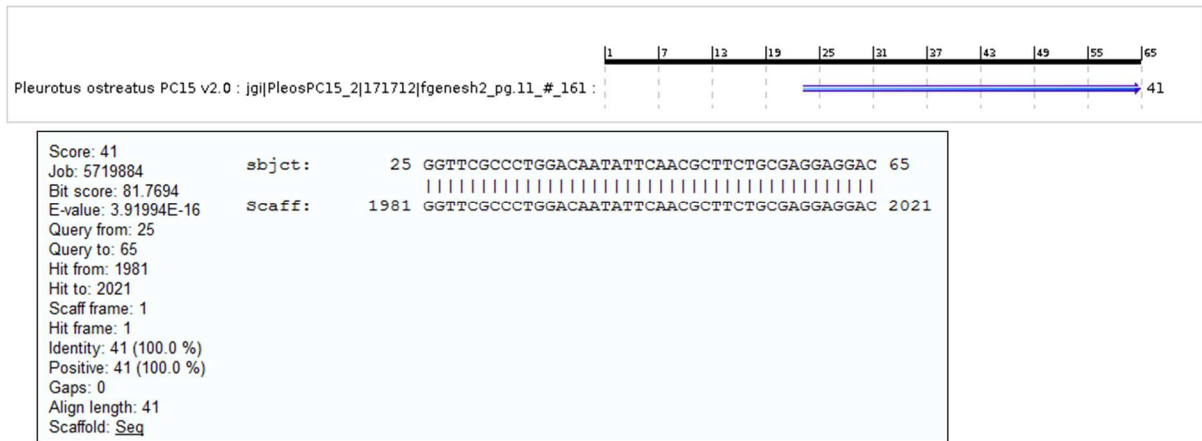 1 7 13 19 25 31 37 43 49 55 65
Pleurotus ostreatus PC15 v2.0 : jgi|PleosPC15_2|171712|fgenesh2_pg.11_#_161 : 41
Score: 41
Job: 5719884
Bit score: 81.7694
E-value: 3.91994E-16
Query from: 25
Query to: 65
Hit from: 1981
Hit to: 2021
Scaff frame: 1
Hit frame: 1
Identity: 41 (100.0 %)
Positive: 41 (100.0 %)
Gaps: 0
Align length: 41
Scaffold: Seq
sbjct: 25 GGTTCGCCCTGGACAATATTCAACGCTTCTGCGAGGAGGAC 65
|||||||||||||||||||||||||||||||||||||||||
Scaff: 1981 GGTTCGCCCTGGACAATATTCAACGCTTCTGCGAGGAGGAC 2021